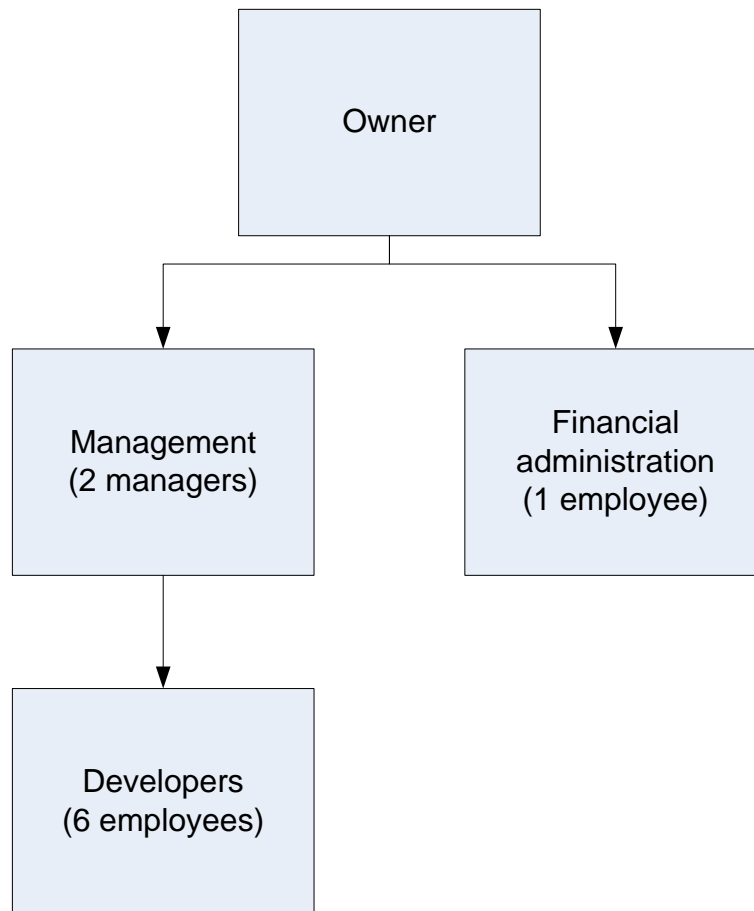 Owner
Management
(2 managers)
Financial
administration
(1 employee)
Developers
(6 employees)